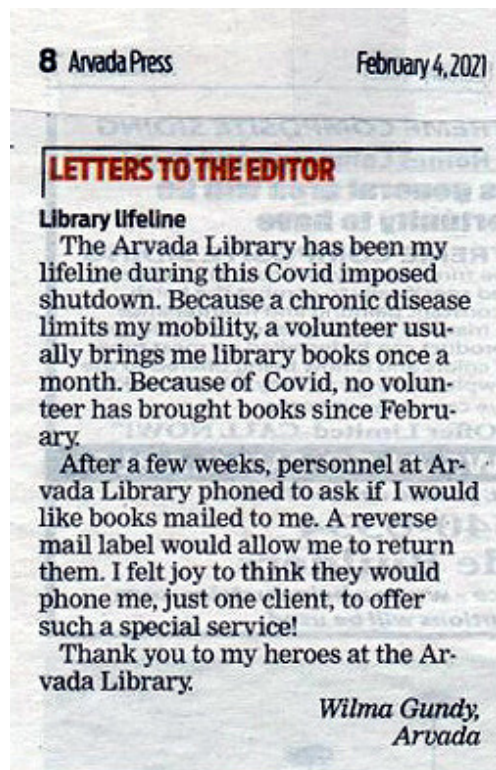 8 Arvada Press February 4, 2021
LETTERS TO THE EDITOR
Library lifeline
The Arvada Library has been my
lifeline during this Covid imposed
shutdown. Because a chronic disease
limits my mobility, a volunteer usu-
ally brings me library books once a
month. Because of Covid, no volun-
teer has brought books since Febru-
ary.
After a few weeks, personnel at Ar-
vada Library phoned to ask if I would
like books mailed to me. A reverse
mail label would allow me to return
them. I felt joy to think they would
phone me, just one client, to offer
such a special service!
Thank you to my heroes at the Ar-
vada Library.
Wilma Gundy,
Arvada